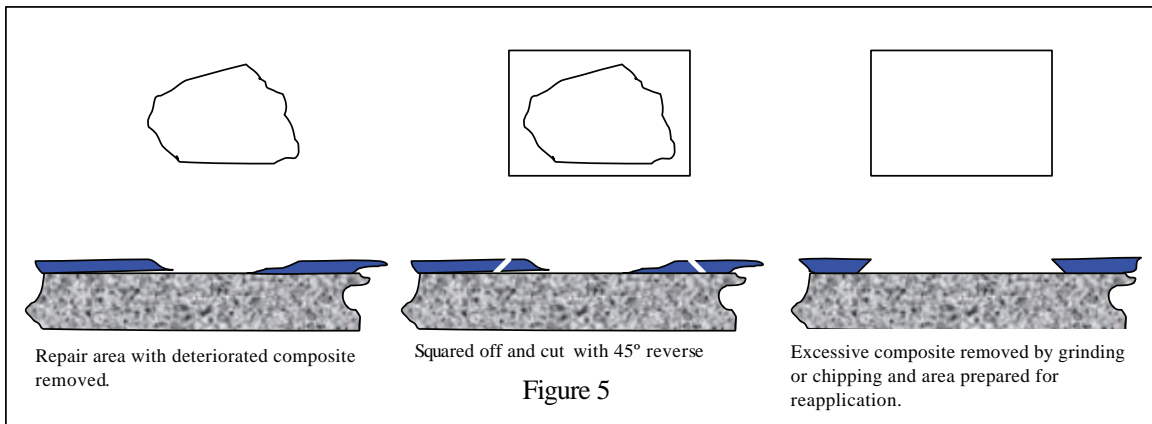 Repair area with deteriorated composite
removed.
Squared off and cut with 45° reverse
Figure 5
Excessive composite removed by grinding
or chipping and area prepared for
reapplication.